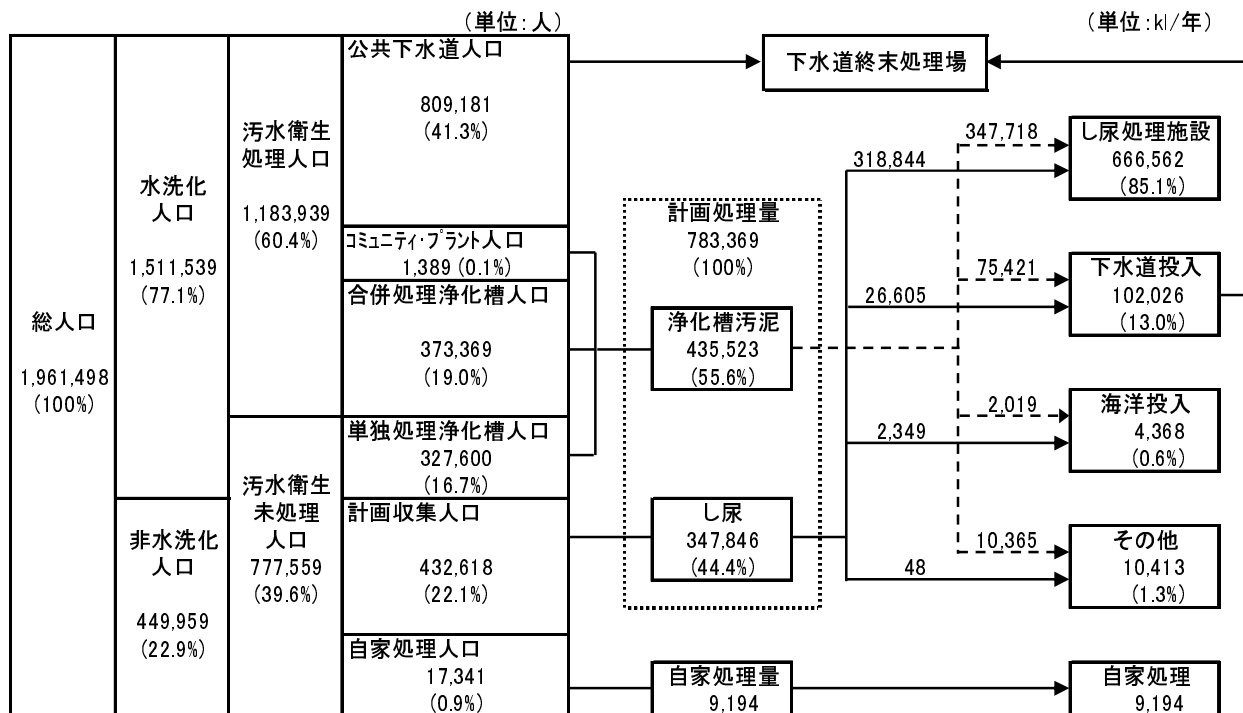 (単位:人)
(単位:kl/年)
総人口
1,961,498
(100%)
水洗化
人口
1,511,539
(77.1%)
非水洗化
人口
449,959
(22.9%)
汚水衛生
処理人口
1,183,939
(60.4%)
汚水衛生
未処理
人口
777,559
(39.6%)
公共下水道人口
809,181
(41.3%)
コミュニティ・プラント人口
1,389 (0.1%)
合併処理浄化槽人口
373,369
(19.0%)
単独処理浄化槽人口
327,600
(16.7%)
計画収集人口
432,618
(22.1%)
自家処理人口
17,341
(0.9%)
計画処理量
783,369
(100%)
浄化槽汚泥
435,523
(55.6%)
し尿
347,846
(44.4%)
自家処理量
9,194
下水道終末処理場
347,718
318,844
し尿処理施設
666,562
(85.1%)
75,421
26,605
下水道投入
102,026
(13.0%)
2,019
2,349
海洋投入
4,368
(0.6%)
10,365
48
その他
10,413
(1.3%)
自家処理
9,194